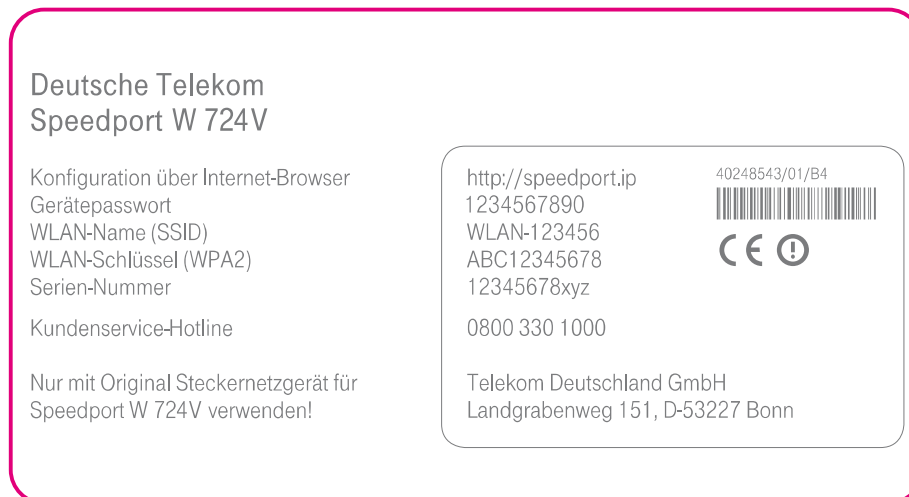 Deutsche Telekom
Speedport W 724V
Konfiguration über Internet-Browser http://speedport.ip
Gerätepasswort 1234567890
WLAN-Name (SSID) WLAN-123456
WLAN-Schlüssel (WPA2) ABC12345678
Serien-Nummer 12345678xyz
40248543/01/B4
CE
Kundenservice-Hotline 0800 330 1000
Nur mit Original Steckernetzgerät für
Speedport W 724V verwenden!
Telekom Deutschland GmbH
Landgrabenweg 151, D-53227 Bonn